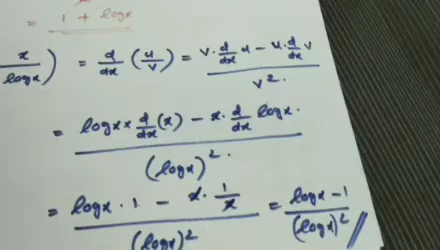 1 + logx
x/logx) = d/dx (u/v) = (v · d/dx u - u · d/dx v)/v².
= (logx x d/dx (x) - x · d/dx logx.)/(logx)².
= (logx · 1 - x · 1/x)/(logx)² = (logx - 1)/(logx)² //